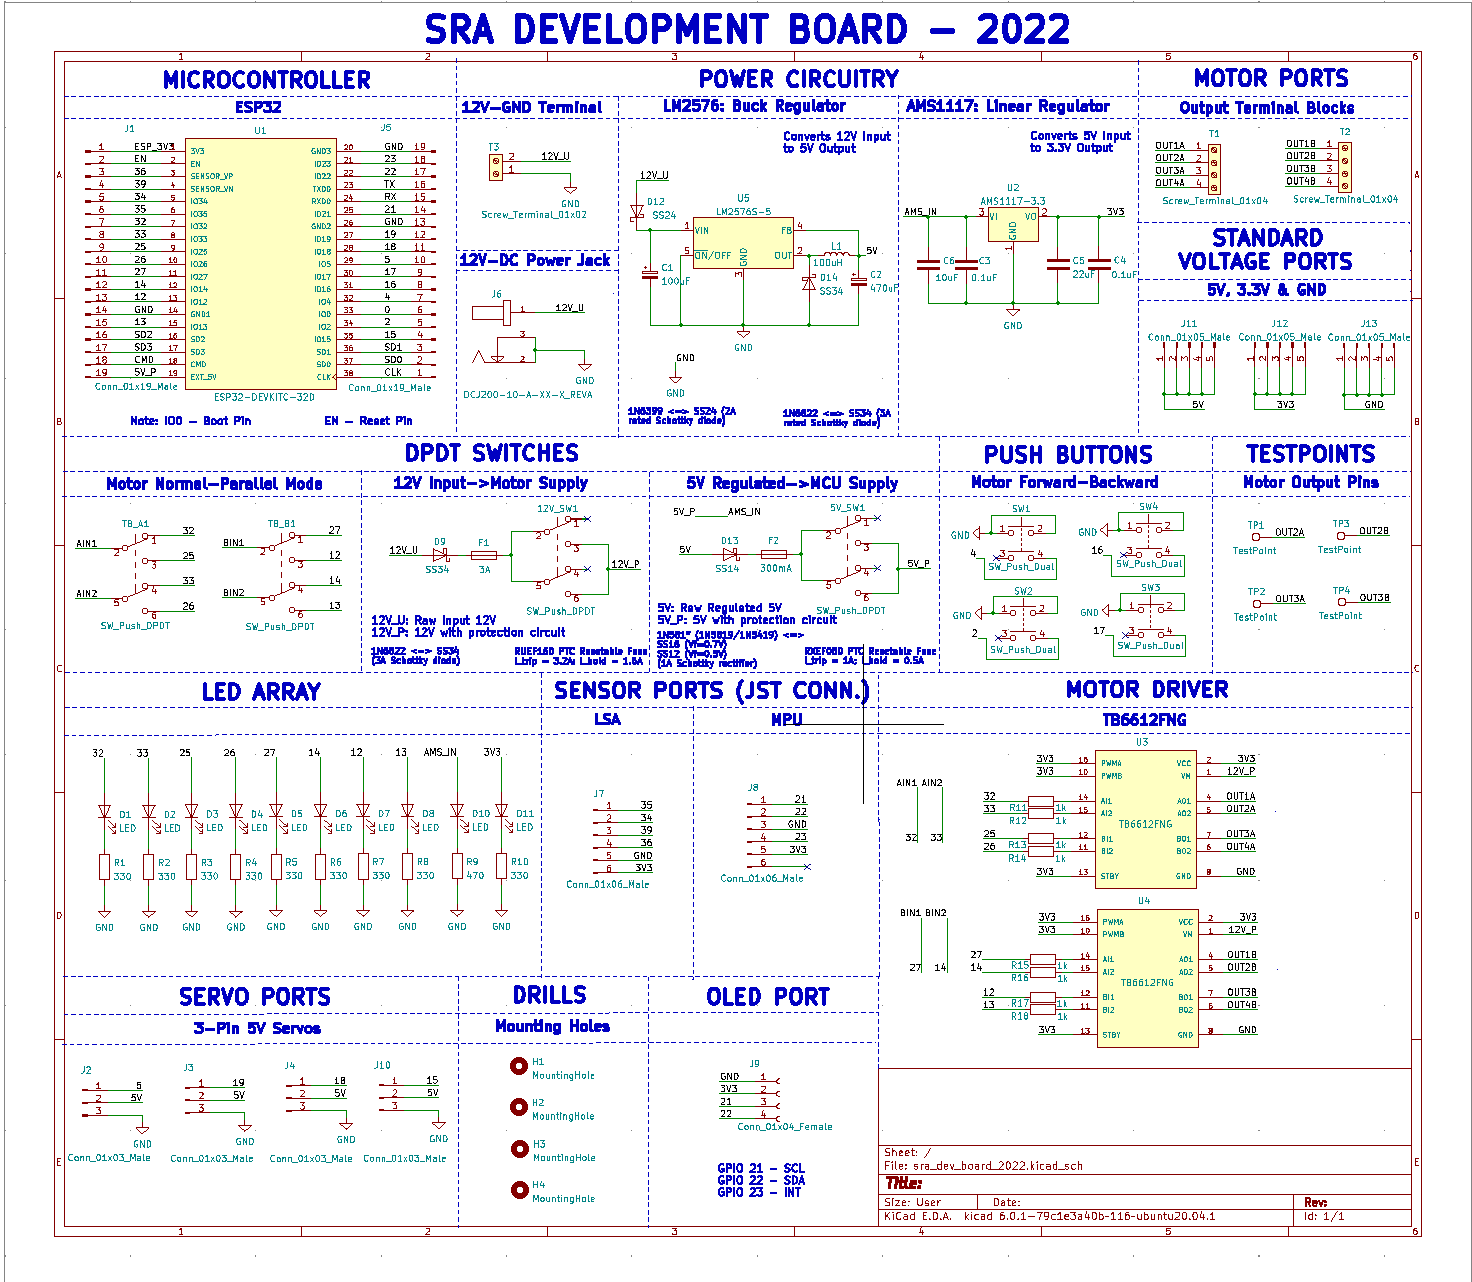 SRA DEVELOPMENT BOARD – 2022
1 2 3 4 5 6
MICROCONTROLLER
ESP32
J1 U1 J5
1 ESP_3V3 1 3V3 GND3 20 GND 19
2 EN 2 EN IO23 21 23 18
3 36 3 SENSOR_VP IO22 22 22 17
4 39 4 SENSOR_VN TXD0 23 TX 16
5 34 5 IO34 RXD0 24 RX 15
6 35 6 IO35 IO21 25 21 14
7 32 7 IO32 GND2 26 GND 13
8 33 8 IO33 IO19 27 19 12
9 25 9 IO25 IO18 28 18 11
10 26 10 IO26 IO5 29 5 10
11 27 11 IO27 IO17 30 17 9
12 14 12 IO14 IO16 31 16 8
13 12 13 IO12 IO4 32 4 7
14 GND 14 GND1 IO0 33 0 6
15 13 15 IO13 IO2 34 2 5
16 SD2 16 SD2 IO15 35 15 4
17 SD3 17 SD3 SD1 36 SD1 3
18 CMD 18 CMD SD0 37 SD0 2
19 5V_P 19 EXT_5V CLK 38 CLK 1
Conn_01x19_Male Conn_01x19_Male
ESP32-DEVKITC-32D
Note: IO0 – Boot Pin EN – Reset Pin
POWER CIRCUITRY
12V–GND Terminal
T3
2 12V_U
1
GND
Screw_Terminal_01x02
12V–DC Power Jack
J6
1 12V_U
3
2
GND
DCJ200-10-A-XX-X_REVA
LM2576: Buck Regulator
Converts 12V Input
to 5V Output
12V_U
D12
SS24
U5
LM2576S-5
1 VIN FB 4
5 ON/OFF GND OUT 2
3
L1
100uH
5V
C1
100uF
D14
SS34
C2
470uF
GND
GND
1N6399 <=> SS24 (2A
rated Schottky diode)
1N5822 <=> SS34 (3A
rated Schottky diode)
AMS1117: Linear Regulator
Converts 5V Input
to 3.3V Output
U2
AMS1117-3.3
AMS_IN 3 VI VO 2 3V3
GND
1
C6
10uF
C3
0.1uF
C5
22uF
C4
0.1uF
GND
MOTOR PORTS
Output Terminal Blocks
T1 T2
OUT1A 1 OUT1B 1
OUT2A 2 OUT2B 2
OUT3A 3 OUT3B 3
OUT4A 4 OUT4B 4
Screw_Terminal_01x04 Screw_Terminal_01x04
STANDARD
VOLTAGE PORTS
5V, 3.3V & GND
J11 J12 J13
Conn_01x05_Male Conn_01x05_Male Conn_01x05_Male
1 2 3 4 5 1 2 3 4 5 1 2 3 4 5
5V 3V3 GND
DPDT SWITCHES
Motor Normal–Parallel Mode
TB_A1 TB_B1
AIN1 2 1 32 BIN1 2 1 27
3 25 3 12
4 33 4 14
AIN2 5 6 26 BIN2 5 6 13
SW_Push_DPDT SW_Push_DPDT
12V Input–>Motor Supply
12V_SW1
12V_U D9 F1 2 1
SS34 3A 3
4 12V_P
5 6
SW_Push_DPDT
12V_U: Raw Input 12V
12V_P: 12V with protection circuit
1N5822 <=> SS34
(3A Schottky diode)
RUEF160 PTC Resetable Fuse
I_trip = 3.2A; I_hold = 1.6A
5V Regulated–>MCU Supply
5V_P AMS_IN 5V_SW1
5V D13 F2 2 1
SS14 300mA 3
4 5V_P
5 6
SW_Push_DPDT
5V: Raw Regulated 5V
5V_P: 5V with protection circuit
1N581* (1N5819/1N5419) <=>
SS16 (Vf=0.7V)
SS12 (Vf=0.5V)
(1A Schottky rectifier)
RXEF050 PTC Resetable Fuse
I_trip = 1A; I_hold = 0.5A
PUSH BUTTONS
Motor Forward–Backward
SW1 SW4
GND 1 2 GND 1 2
4 3 4 16 3 4
SW_Push_Dual SW_Push_Dual
SW2 SW3
GND 1 2 GND 1 2
2 3 4 17 3 4
SW_Push_Dual SW_Push_Dual
TESTPOINTS
Motor Output Pins
TP1 OUT2A TP3 OUT2B
TestPoint TestPoint
TP2 OUT3A TP4 OUT3B
TestPoint TestPoint
LED ARRAY
32 33 25 26 27 14 12 13 AMS_IN 3V3
D1 D2 D3 D4 D5 D6 D7 D8 D10 D11
LED LED LED LED LED LED LED LED LED LED
R1 R2 R3 R4 R5 R6 R7 R8 R9 R10
330 330 330 330 330 330 330 330 470 330
GND GND GND GND GND GND GND GND GND GND
SENSOR PORTS (JST CONN.)
LSA
J7
1 35
2 34
3 39
4 36
5 GND
6 3V3
Conn_01x06_Male
MPU
J8
1 21
2 22
3 GND
4 23
5 3V3
6
Conn_01x06_Male
MOTOR DRIVER
TB6612FNG
AIN1 AIN2
32 33
U3
3V3 15 PWMA VCC 2 3V3
3V3 10 PWMB VM 1 12V_P
32 14 AI1 AO1 4 OUT1A
33 R11 1k 15 AI2 AO2 5 OUT2A
R12 1k
TB6612FNG
25 12 BI1 BO1 7 OUT3A
26 R13 1k 11 BI2 BO2 6 OUT4A
R14 1k
3V3 13 STBY GND 8 GND
BIN1 BIN2
27 14
U4
3V3 15 PWMA VCC 2 3V3
3V3 10 PWMB VM 1 12V_P
27 14 AI1 AO1 4 OUT1B
14 R15 1k 15 AI2 AO2 5 OUT2B
R16 1k
TB6612FNG
12 12 BI1 BO1 7 OUT3B
13 R17 1k 11 BI2 BO2 6 OUT4B
R18 1k
3V3 13 STBY GND 8 GND
SERVO PORTS
3–Pin 5V Servos
J2 J3 J4 J10
1 5 1 19 1 18 1 15
2 5V 2 5V 2 5V 2 5V
3 3 3 3
GND GND GND GND
Conn_01x03_Male Conn_01x03_Male Conn_01x03_Male Conn_01x03_Male
DRILLS
Mounting Holes
H1
MountingHole
H2
MountingHole
H3
MountingHole
H4
MountingHole
OLED PORT
J9
GND 1
3V3 2
21 3
22 4
Conn_01x04_Female
GPIO 21 – SCL
GPIO 22 – SDA
GPIO 23 – INT
Sheet: /
File: sra_dev_board_2022.kicad_sch
Title:
Size: User Date: Rev:
KiCad E.D.A. kicad 6.0.1-79c1e3a40b-116-ubuntu20.04.1 Id: 1/1
A B C D E
A B C D E
1 2 3 4 5 6